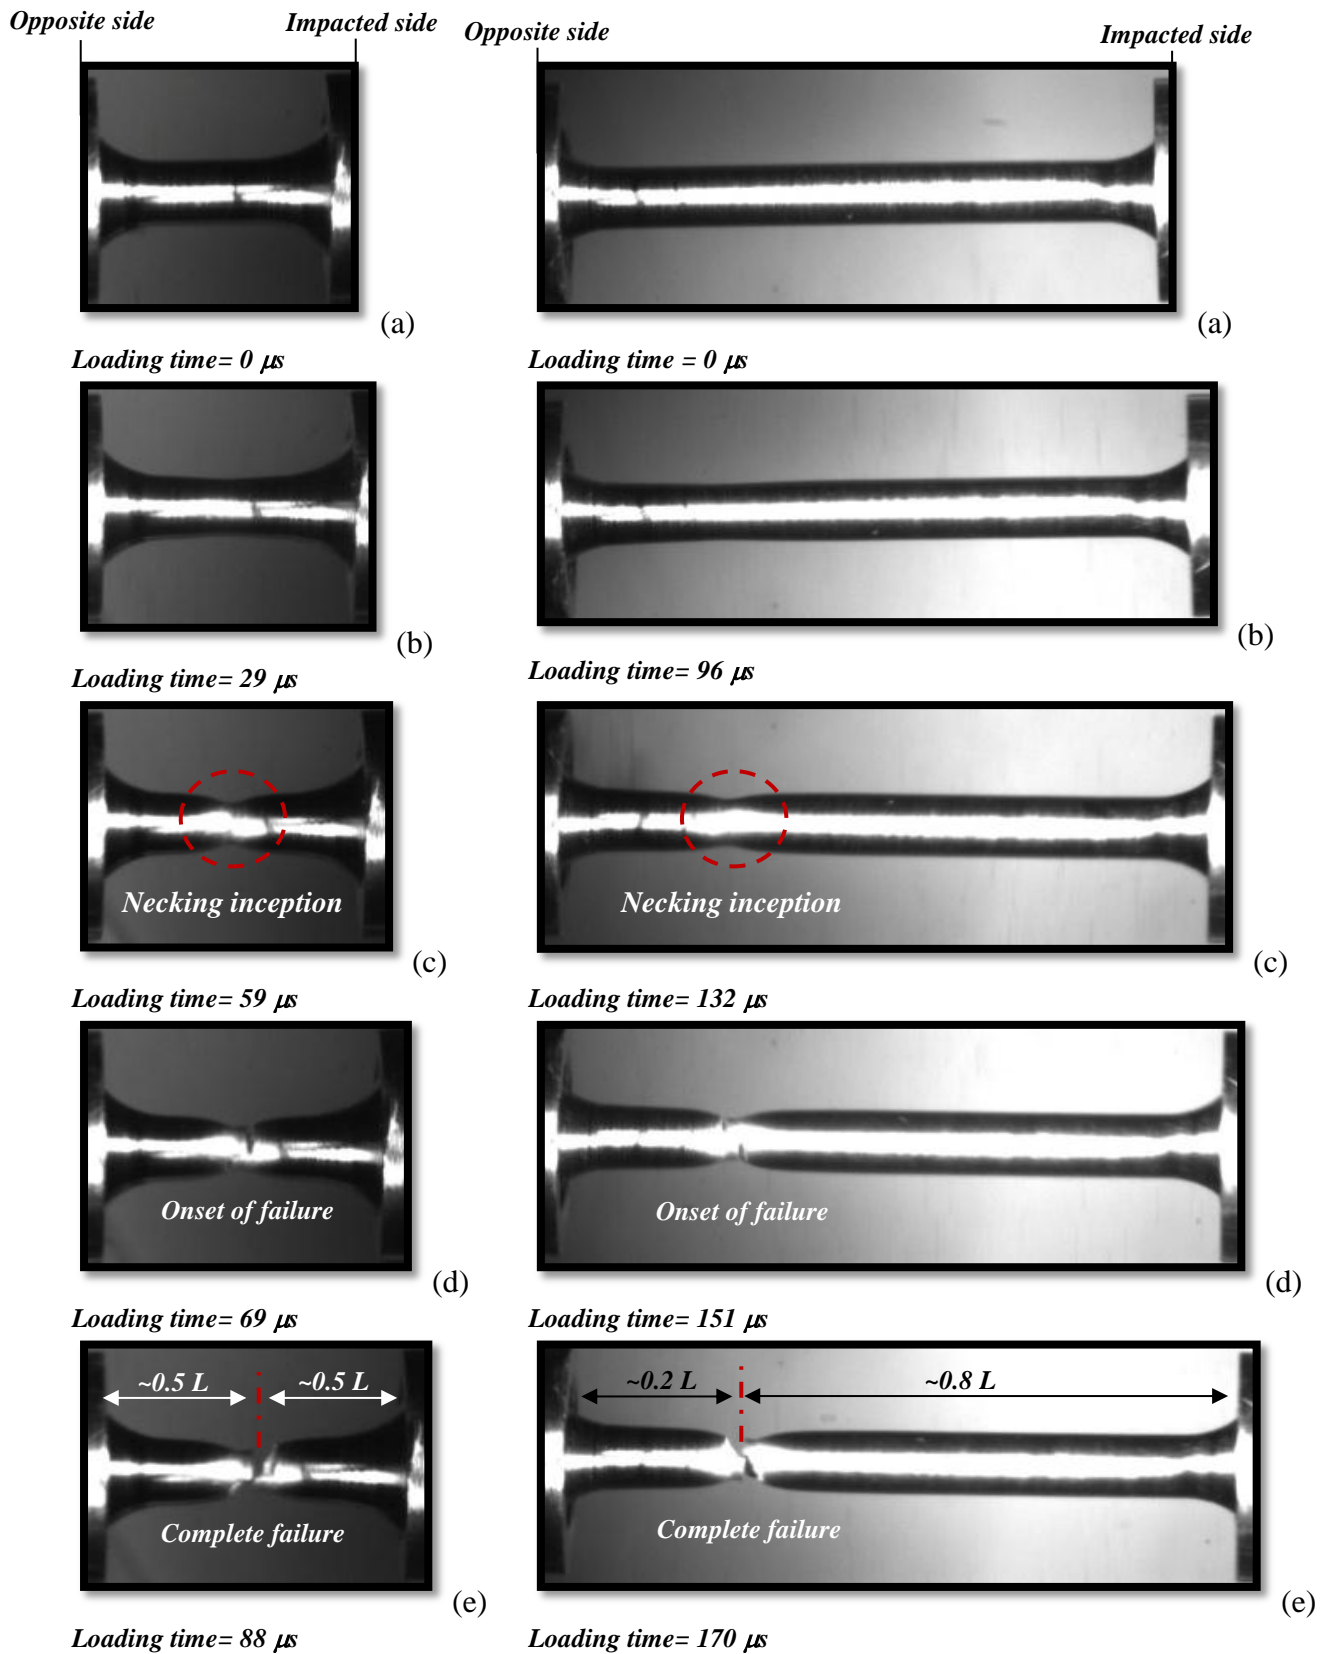 Opposite side
Impacted side
Opposite side
Impacted side
(a)
(a)
Loading time= 0 μs
Loading time = 0 μs
(b)
(b)
Loading time= 29 μs
Loading time= 96 μs
Necking inception
Necking inception
(c)
(c)
Loading time= 59 μs
Loading time= 132 μs
Onset of failure
Onset of failure
(d)
(d)
Loading time= 69 μs
Loading time= 151 μs
~0.5 L
~0.5 L
~0.2 L
~0.8 L
Complete failure
Complete failure
(e)
(e)
Loading time= 88 μs
Loading time= 170 μs